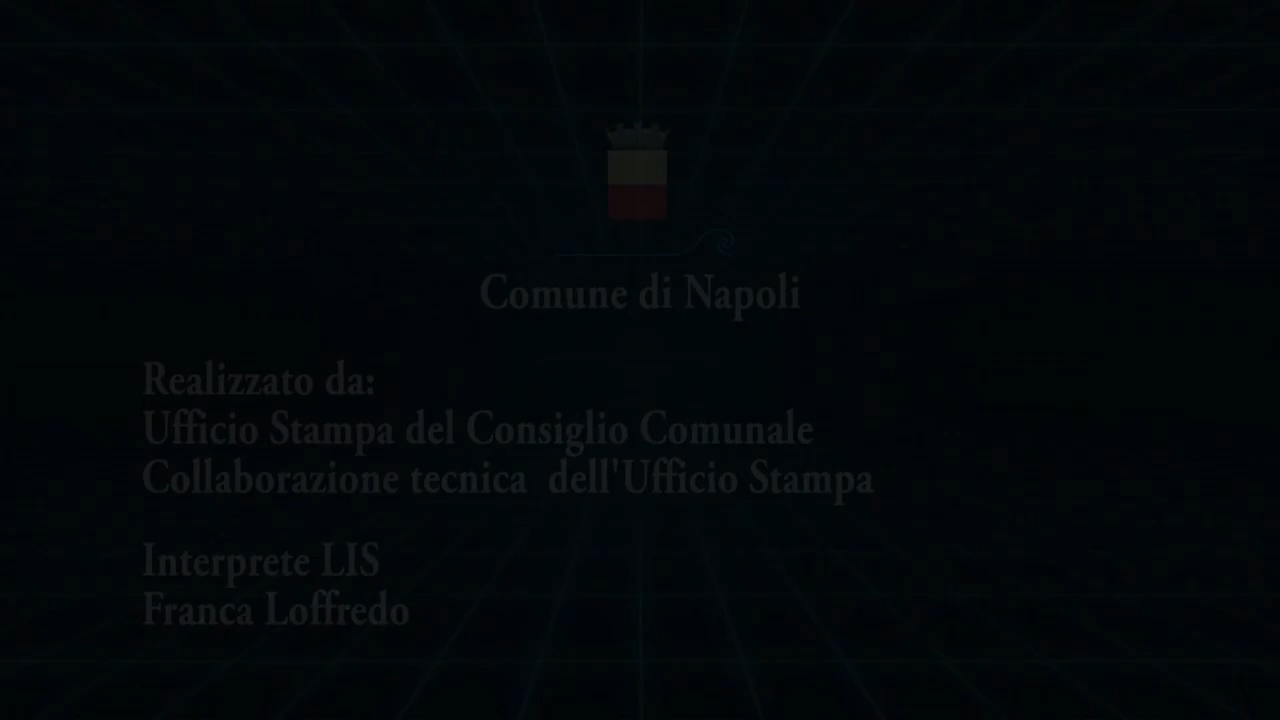 Comune di Napoli
Realizzato da:
Ufficio Stampa del Consiglio Comunale
Collaborazione tecnica  dell'Ufficio Stampa
Interprete LIS
Franca Loffredo